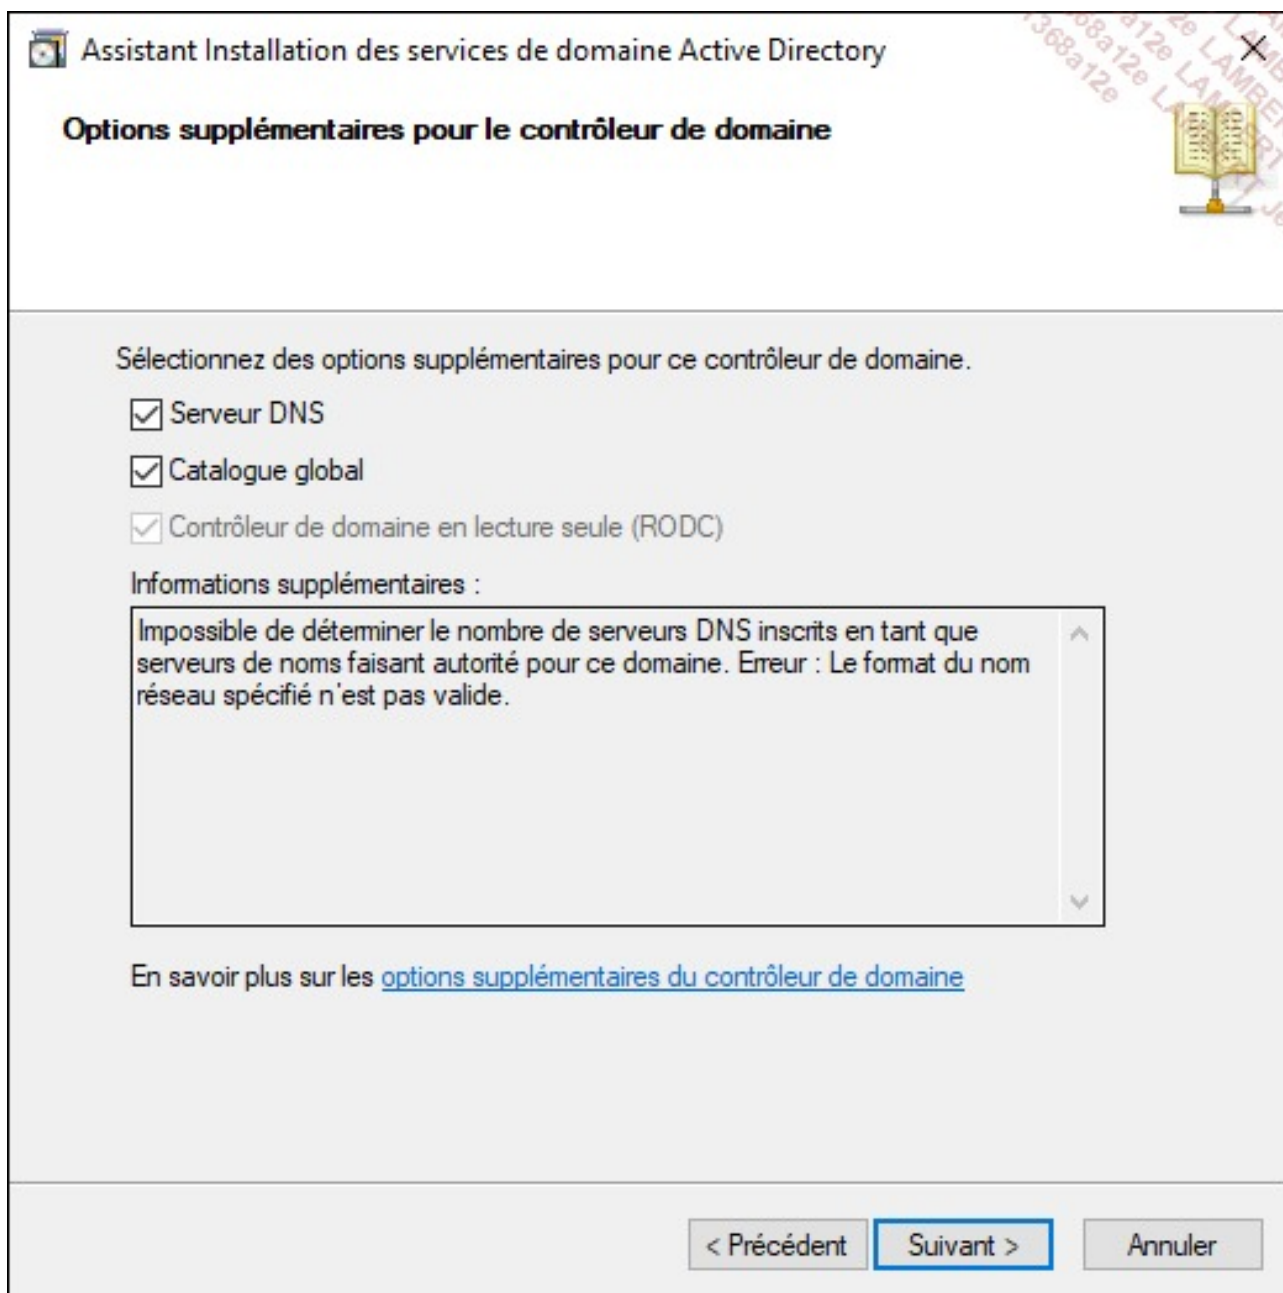 Assistant Installation des services de domaine Active Directory
Options supplémentaires pour le contrôleur de domaine
Sélectionnez des options supplémentaires pour ce contrôleur de domaine.
Serveur DNS
Catalogue global
Contrôleur de domaine en lecture seule (RODC)
Informations supplémentaires :
Impossible de déterminer le nombre de serveurs DNS inscrits en tant que
serveurs de noms faisant autorité pour ce domaine. Erreur : Le format du nom
réseau spécifié n'est pas valide.
En savoir plus sur les options supplémentaires du contrôleur de domaine
< Précédent
Suivant >
Annuler